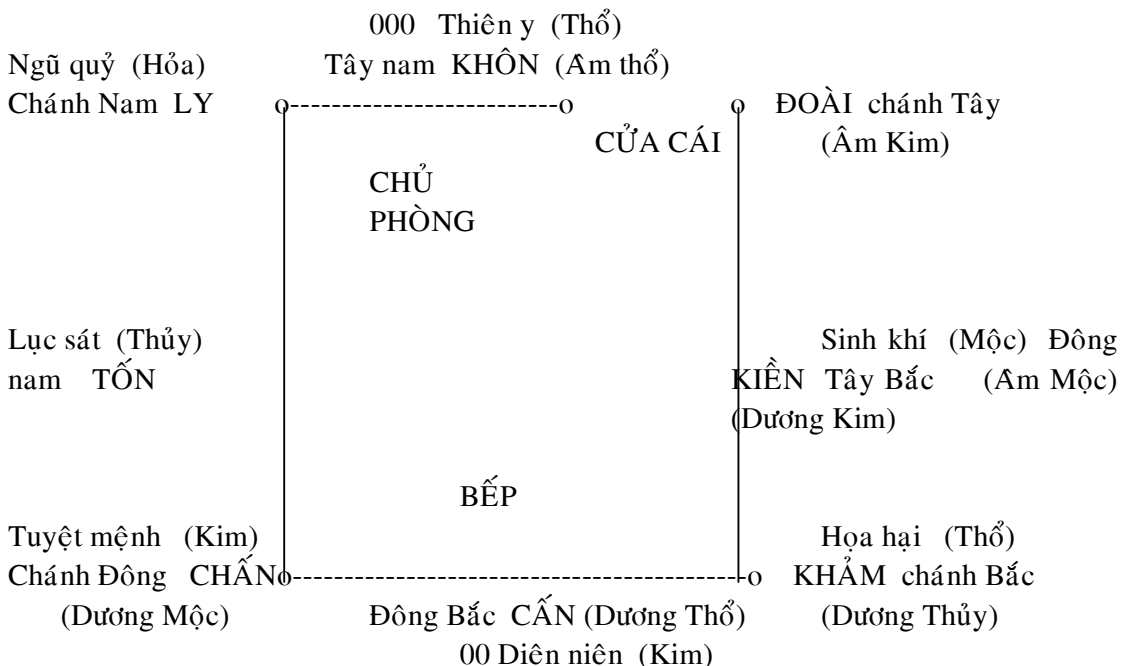 000 Thiên y (Thổ)
Ngũ quỷ (Hỏa) Tây nam KHÔN (Âm thổ)
Chánh Nam LY o--------------------------o o ĐOÀI chánh Tây
CỬA CÁI (Âm Kim)
CHỦ
PHÒNG
Lục sát (Thủy) Sinh khí (Mộc) Đông
nam TỐN KIỀN Tây Bắc (Âm Mộc)
(Dương Kim)
BẾP
Tuyệt mệnh (Kim) Họa hại (Thổ)
Chánh Đông CHẤNo--------------------------------------------o KHẢM chánh Bắc
(Dương Mộc) Đông Bắc CẤN (Dương Thổ) (Dương Thủy)
00 Diên niên (Kim)